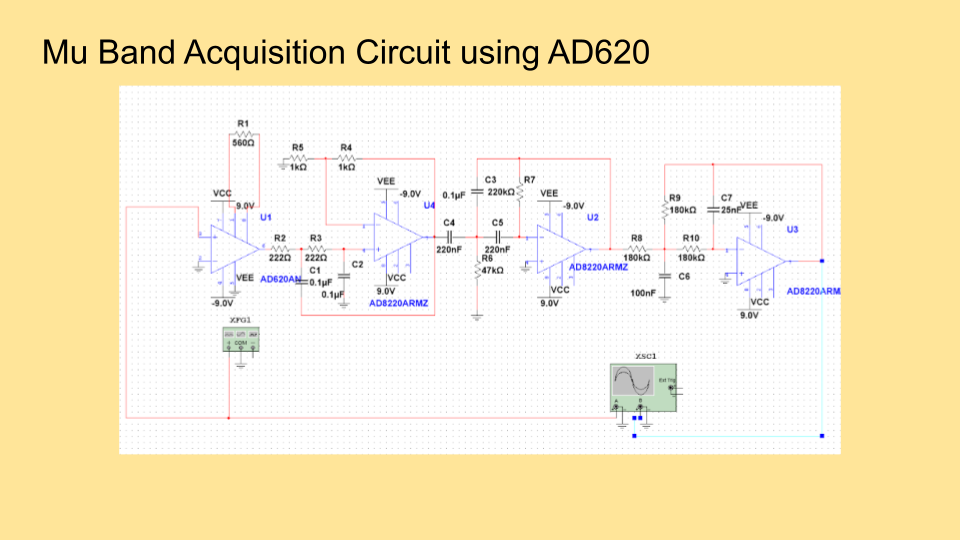 Mu Band Acquisition Circuit using AD620
R1
560Ω
R5
1kΩ
R4
1kΩ
VCC
9.0V
U1
VEE
-9.0V
AD620AN
R2
222Ω
R3
222Ω
C1
0.1µF
C2
0.1µF
VEE
-9.0V
U4
VCC
9.0V
AD8220ARMZ
C4
220nF
C3
0.1µF
C5
220nF
R7
220kΩ
R6
47kΩ
VEE
-9.0V
U2
AD8220ARMZ
VCC
9.0V
R8
180kΩ
R9
180kΩ
R10
180kΩ
C6
100nF
C7
25nF
VEE
-9.0V
U3
VCC
9.0V
AD8220ARM
XFG1
COM
XSC1
Ext Trig
A
B